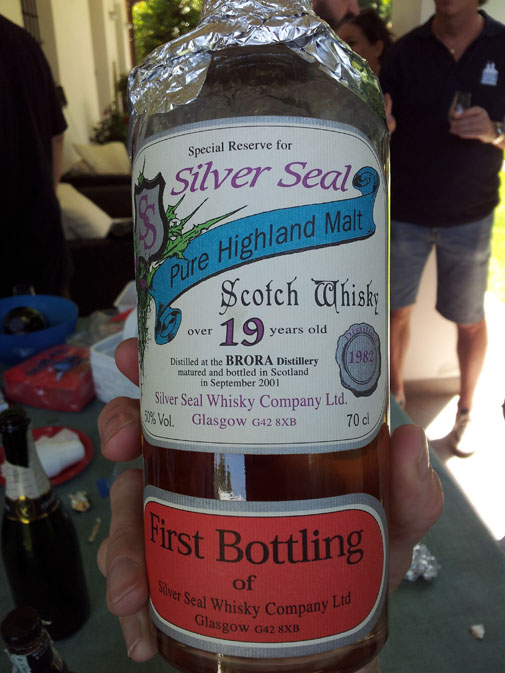 Special Reserve for
Silver Seal
SS
Pure Highland Malt
Scotch Whisky
over 19 years old
Distilled at the BRORA Distillery
matured and bottled in Scotland
in September 2001
1982
Silver Seal Whisky Company Ltd.
50% Vol. Glasgow G42 8XB 70 cl
First Bottling
of
Silver Seal Whisky Company Ltd
Glasgow G42 8XB